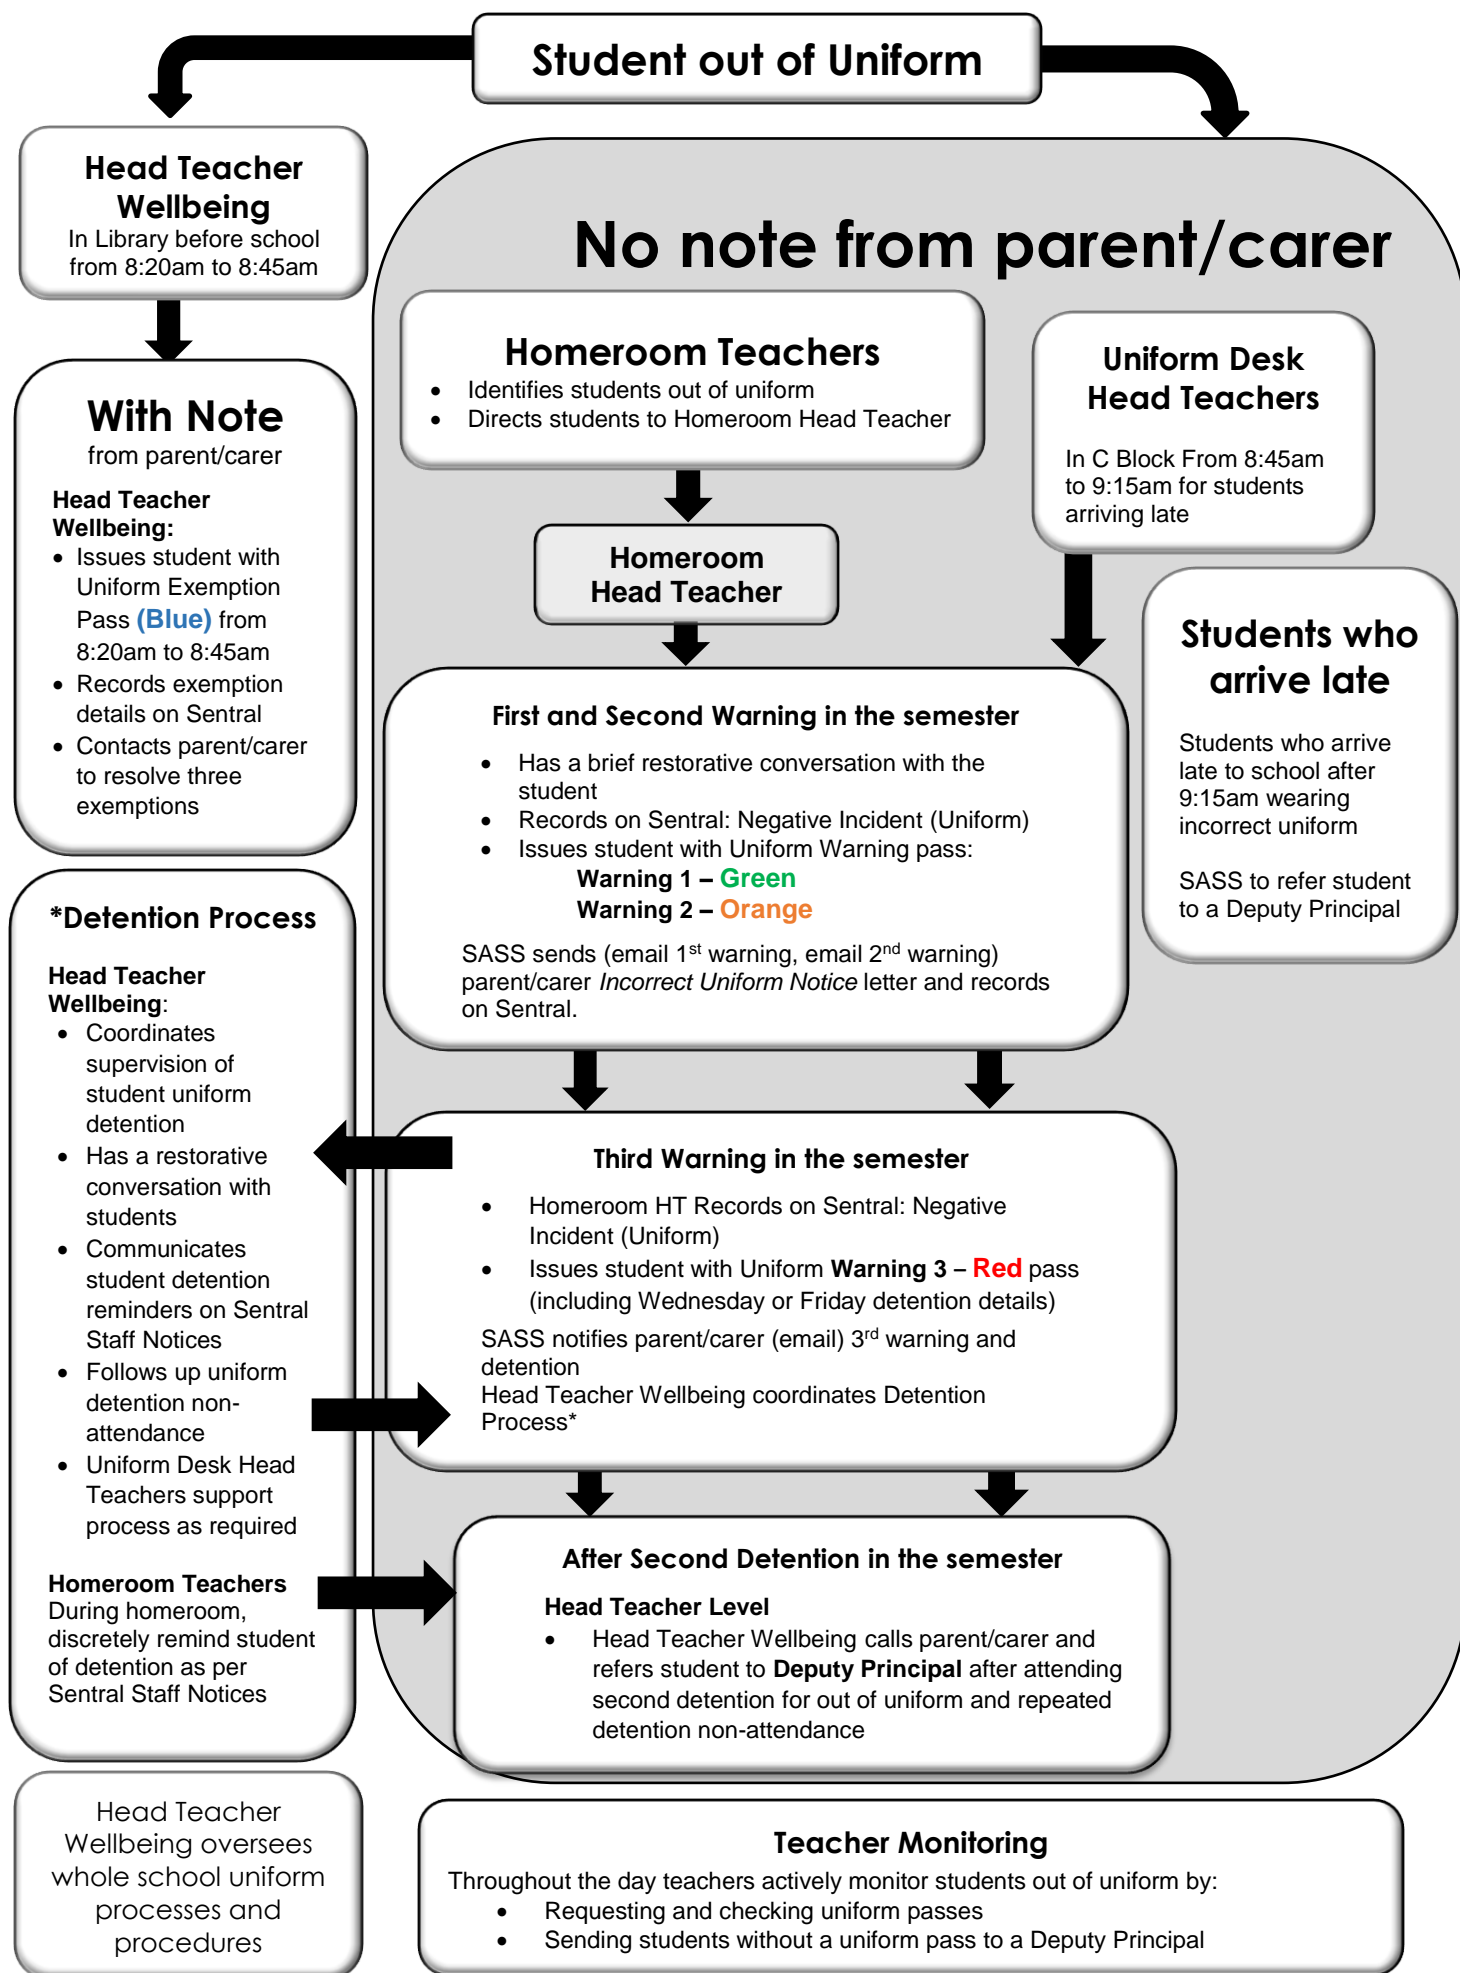 Student out of Uniform
Head Teacher
Wellbeing
In Library before school
from 8:20am to 8:45am
With Note
from parent/carer
Head Teacher
Wellbeing:
• Issues student with
Uniform Exemption
Pass (Blue) from
8:20am to 8:45am
• Records exemption
details on Sentral
• Contacts parent/carer
to resolve three
exemptions
No note from parent/carer
Homeroom Teachers
• Identifies students out of uniform
• Directs students to Homeroom Head Teacher
Homeroom
Head Teacher
Uniform Desk
Head Teachers
In C Block From 8:45am
to 9:15am for students
arriving late
Students who
arrive late
Students who arrive
late to school after
9:15am wearing
incorrect uniform
SASS to refer student
to a Deputy Principal
First and Second Warning in the semester
• Has a brief restorative conversation with the
student
• Records on Sentral: Negative Incident (Uniform)
• Issues student with Uniform Warning pass:
Warning 1 – Green
Warning 2 – Orange
SASS sends (email 1st warning, email 2nd warning)
parent/carer Incorrect Uniform Notice letter and records
on Sentral.
*Detention Process
Head Teacher
Wellbeing:
• Coordinates
supervision of
student uniform
detention
• Has a restorative
conversation with
students
• Communicates
student detention
reminders on Sentral
Staff Notices
• Follows up uniform
detention non-
attendance
• Uniform Desk Head
Teachers support
process as required
Homeroom Teachers
During homeroom,
discretely remind student
of detention as per
Sentral Staff Notices
Third Warning in the semester
• Homeroom HT Records on Sentral: Negative
Incident (Uniform)
• Issues student with Uniform Warning 3 – Red pass
(including Wednesday or Friday detention details)
SASS notifies parent/carer (email) 3rd warning and
detention
Head Teacher Wellbeing coordinates Detention
Process*
After Second Detention in the semester
Head Teacher Level
• Head Teacher Wellbeing calls parent/carer and
refers student to Deputy Principal after attending
second detention for out of uniform and repeated
detention non-attendance
Head Teacher
Wellbeing oversees
whole school uniform
processes and
procedures
Teacher Monitoring
Throughout the day teachers actively monitor students out of uniform by:
• Requesting and checking uniform passes
• Sending students without a uniform pass to a Deputy Principal